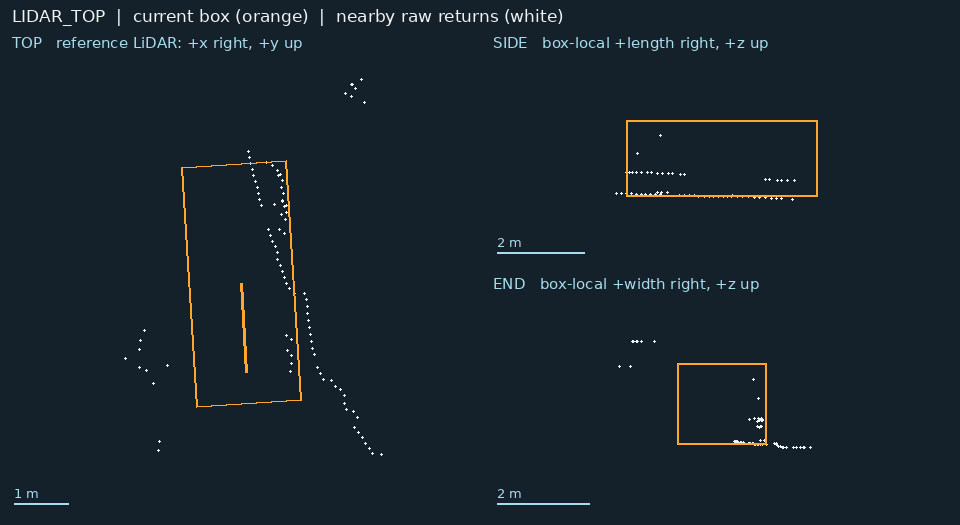 LIDAR_TOP | current box (orange) | nearby raw returns (white)
TOP reference LiDAR: +x right, +y up
SIDE box-local +length right, +z up
2 m
END box-local +width right, +z up
1 m
2 m